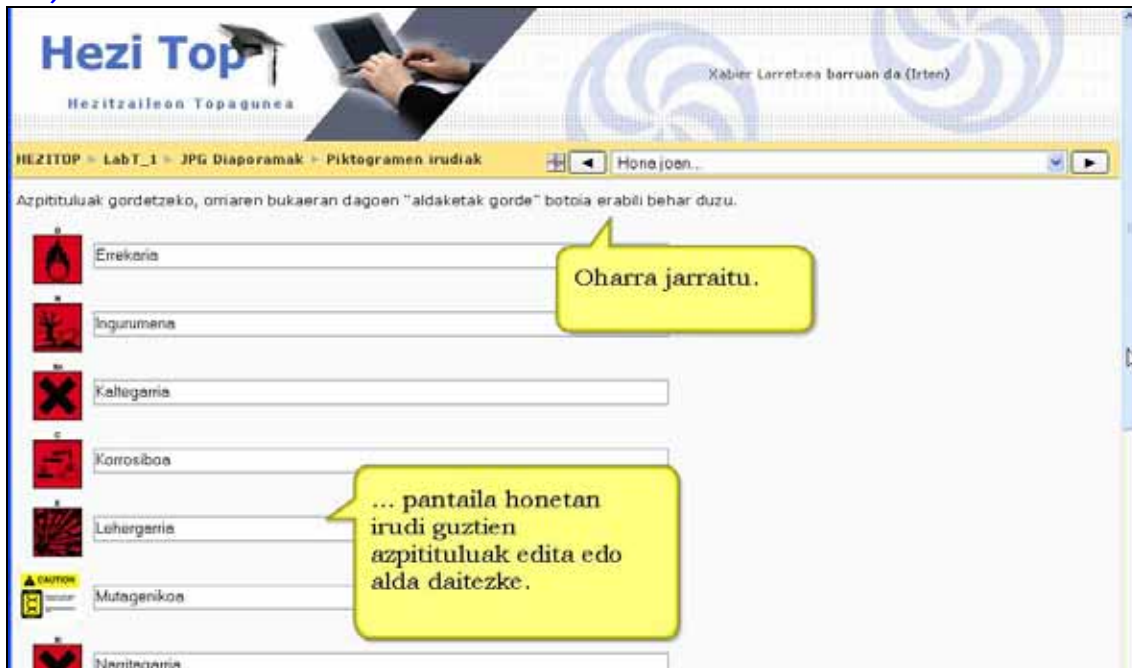 Hezi Top
Hezitzaileon Topagunea
Xabier Larretxea barruan da (Irten)
HEZITOP ► LabT_1 ► JPG Diaporamak ► Piktogramen irudiak
Hona joan...
Azpitituluak gordetzeko, orriaren bukaeran dagoen "aldaketak gorde" botoia erabili behar duzu.
Errekaria
Oharra jarraitu.
Ingurumena
Kaltegarria
C
Korrosiboa
... pantaila honetan
irudi guztien
azpitituluak edita edo
alda daitezke.
Lehergarria
CAUTION
Mutagenikoa
Narritagarria